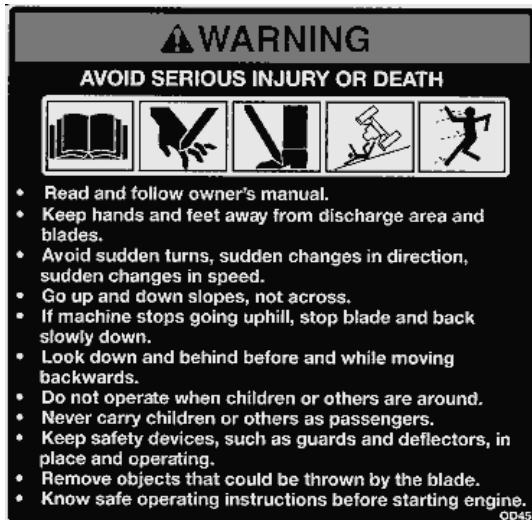 WARNING
AVOID SERIOUS INJURY OR DEATH
• Read and follow owner's manual.
• Keep hands and feet away from discharge area and
blades.
• Avoid sudden turns, sudden changes in direction,
sudden changes in speed.
• Go up and down slopes, not across.
• If machine stops going uphill, stop blade and back
slowly down.
• Look down and behind before and while moving
backwards.
• Do not operate when children or others are around.
• Never carry children or others as passengers.
• Keep safety devices, such as guards and deflectors, in
place and operating.
• Remove objects that could be thrown by the blade.
• Know safe operating instructions before starting engine.
OD45